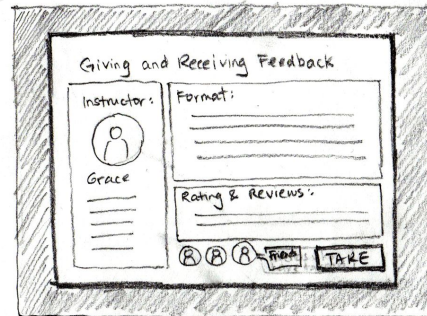 Giving and Receiving Feedback
Instructor:
Grace
Format:
Rating & Reviews:
TAKE